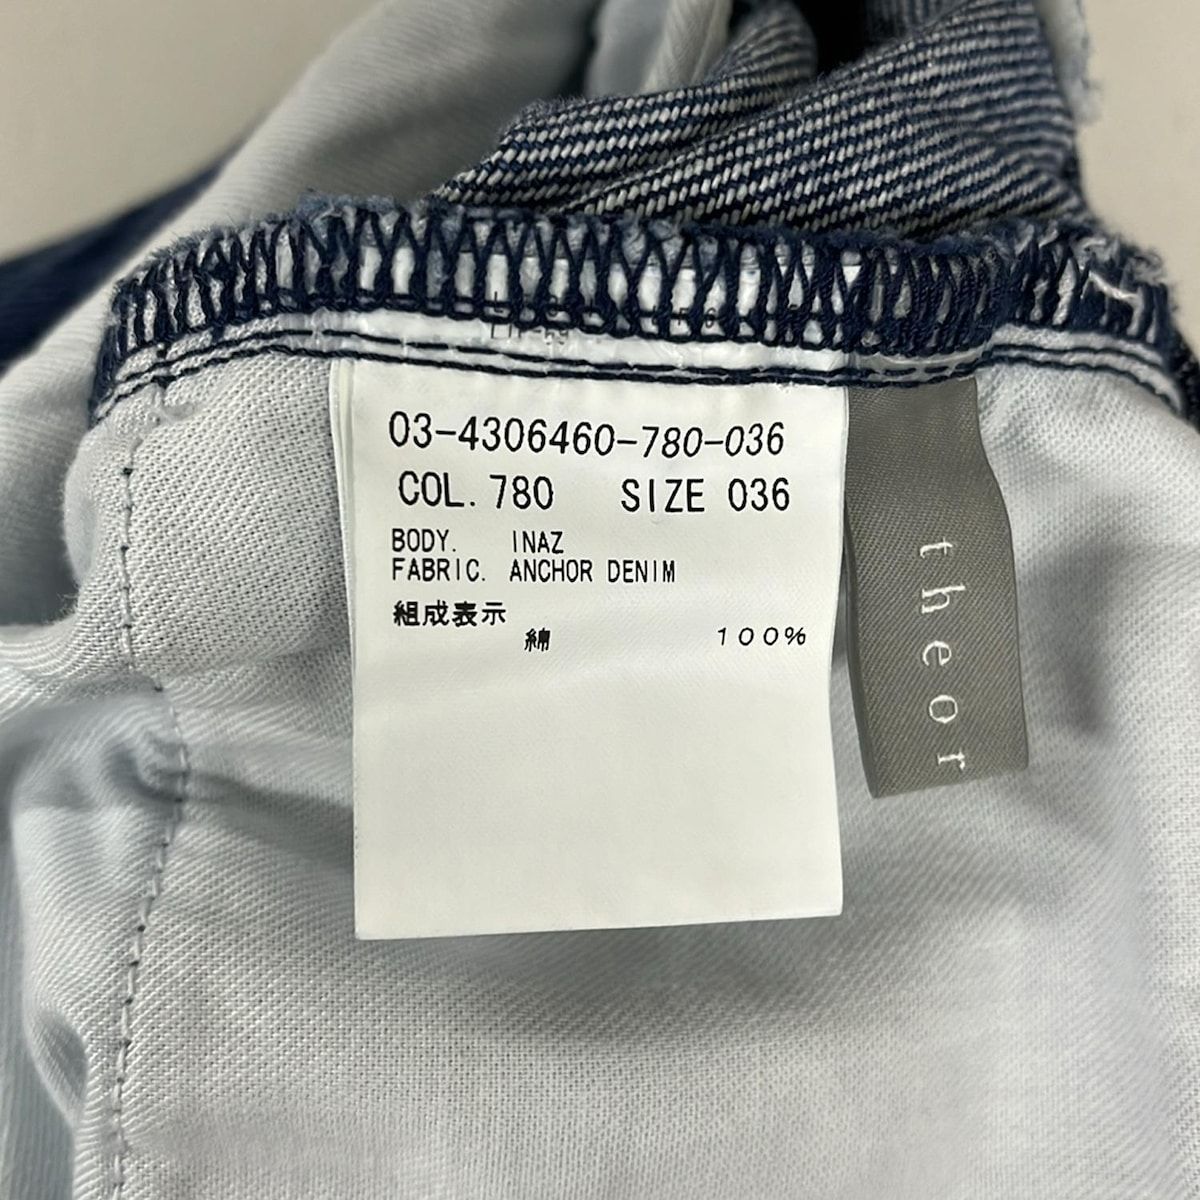 03-4306460-780-036
COL. 780 SIZE 036
BODY. INAZ
FABRIC. ANCHOR DENIM
組成表示
綿 100%
theor